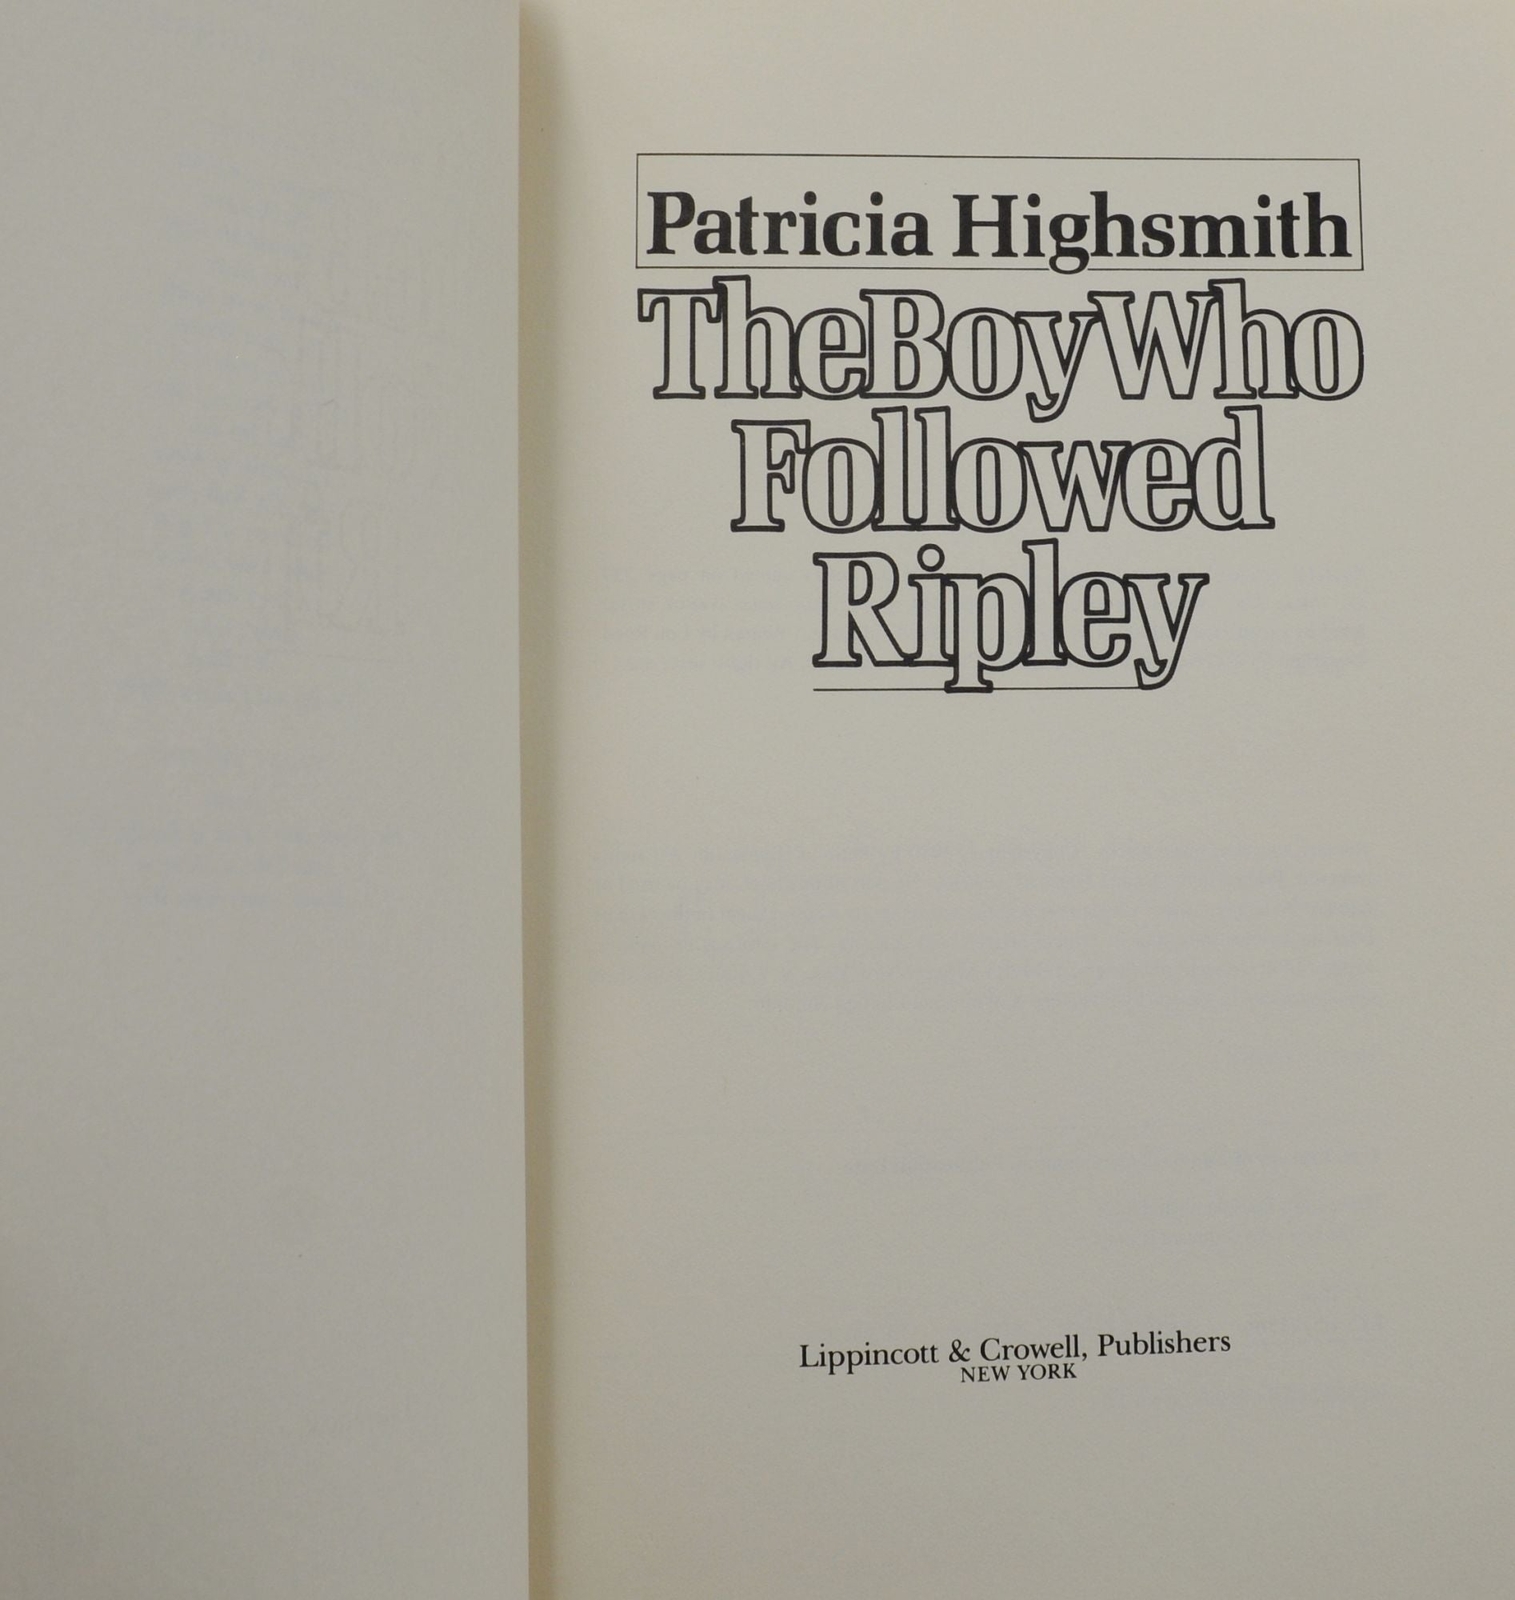 Patricia Highsmith
The Boy Who
Followed
Ripley
Lippincott & Crowell, Publishers
NEW YORK